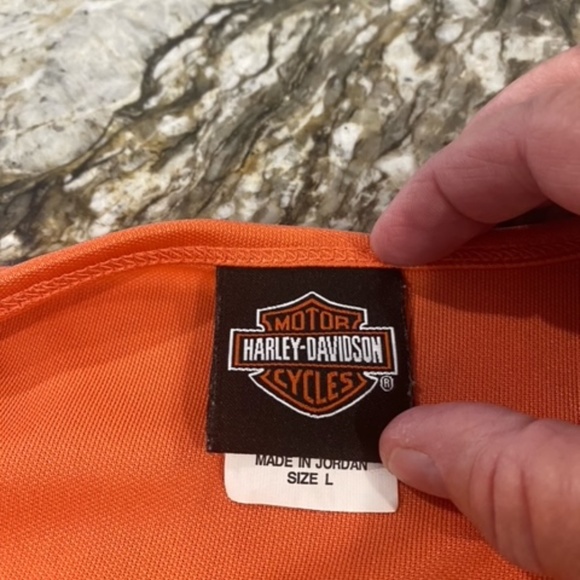 MOTOR
HARLEY-DAVIDSON
CYCLES
®
MADE IN JORDAN
SIZE L